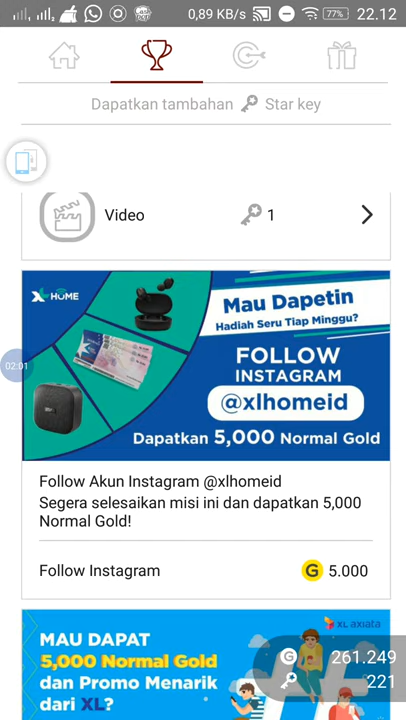 0,89 KB/s
77%
22.12
Dapatkan tambahan Star key
Video
1
02:01
XL HOME
Mau Dapetin
Hadiah Seru Tiap Minggu?
FOLLOW
INSTAGRAM
@xlhomeid
Dapatkan 5,000 Normal Gold
Follow Akun Instagram @xlhomeid
Segera selesaikan misi ini dan dapatkan 5,000
Normal Gold!
Follow Instagram
G 5.000
XL axiata
MAU DAPAT
5,000 Normal Gold
dan Promo Menarik
dari XL?
G 261.249
221